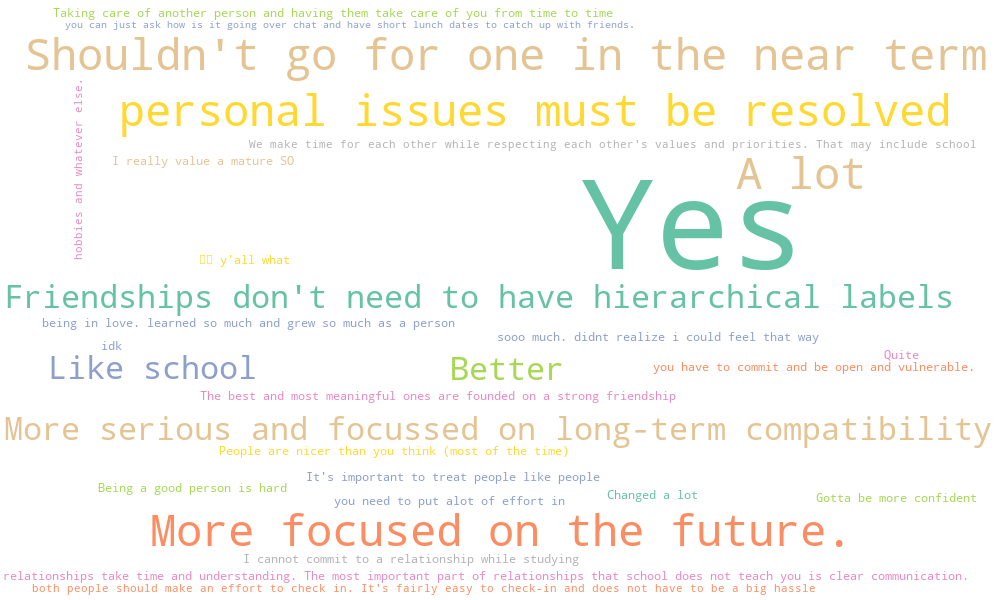 Taking care of another person and having them take care of you from time to time
you can just ask how is it going over chat and have short lunch dates to catch up with friends.
Shouldn't go for one in the near term
hobbies and whatever else.
personal issues must be resolved
We make time for each other while respecting each other's values and priorities. That may include school
I really value a mature SO
A lot
Yes
y'all what
Friendships don't need to have hierarchical labels
being in love. learned so much and grew so much as a person
sooo much. didnt realize i could feel that way
idk
Quite
Like school
Better
you have to commit and be open and vulnerable.
The best and most meaningful ones are founded on a strong friendship
More serious and focussed on long-term compatibility
People are nicer than you think (most of the time)
It's important to treat people like people
Being a good person is hard
Changed a lot
you need to put alot of effort in
Gotta be more confident
More focused on the future.
I cannot commit to a relationship while studying
relationships take time and understanding. The most important part of relationships that school does not teach you is clear communication.
both people should make an effort to check in. It's fairly easy to check-in and does not have to be a big hassle